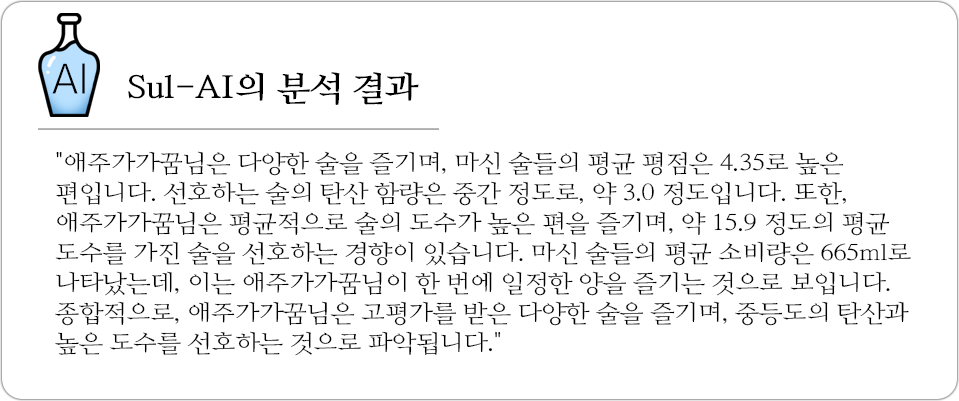 AI
Sul-AI의 분석 결과
"애주가가꿈님은 다양한 술을 즐기며, 마신 술들의 평균 평점은 4.35로 높은
편입니다. 선호하는 술의 탄산 함량은 중간 정도로, 약 3.0 정도입니다. 또한,
애주가가꿈님은 평균적으로 술의 도수가 높은 편을 즐기며, 약 15.9 정도의 평균
도수를 가진 술을 선호하는 경향이 있습니다. 마신 술들의 평균 소비량은 665ml로
나타났는데, 이는 애주가가꿈님이 한 번에 일정한 양을 즐기는 것으로 보입니다.
종합적으로, 애주가가꿈님은 고평가를 받은 다양한 술을 즐기며, 중등도의 탄산과
높은 도수를 선호하는 것으로 파악됩니다."